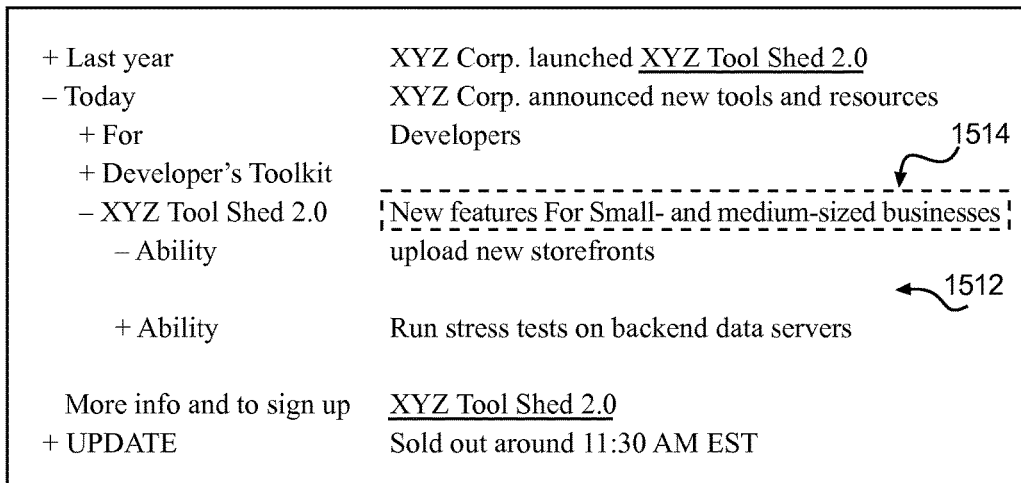 + Last year XYZ Corp. launched XYZ Tool Shed 2.0
– Today XYZ Corp. announced new tools and resources
+ For Developers
1514
+ Developer's Toolkit
– XYZ Tool Shed 2.0 New features For Small- and medium-sized businesses
– Ability upload new storefronts
1512
+ Ability Run stress tests on backend data servers
More info and to sign up XYZ Tool Shed 2.0
+ UPDATE Sold out around 11:30 AM EST